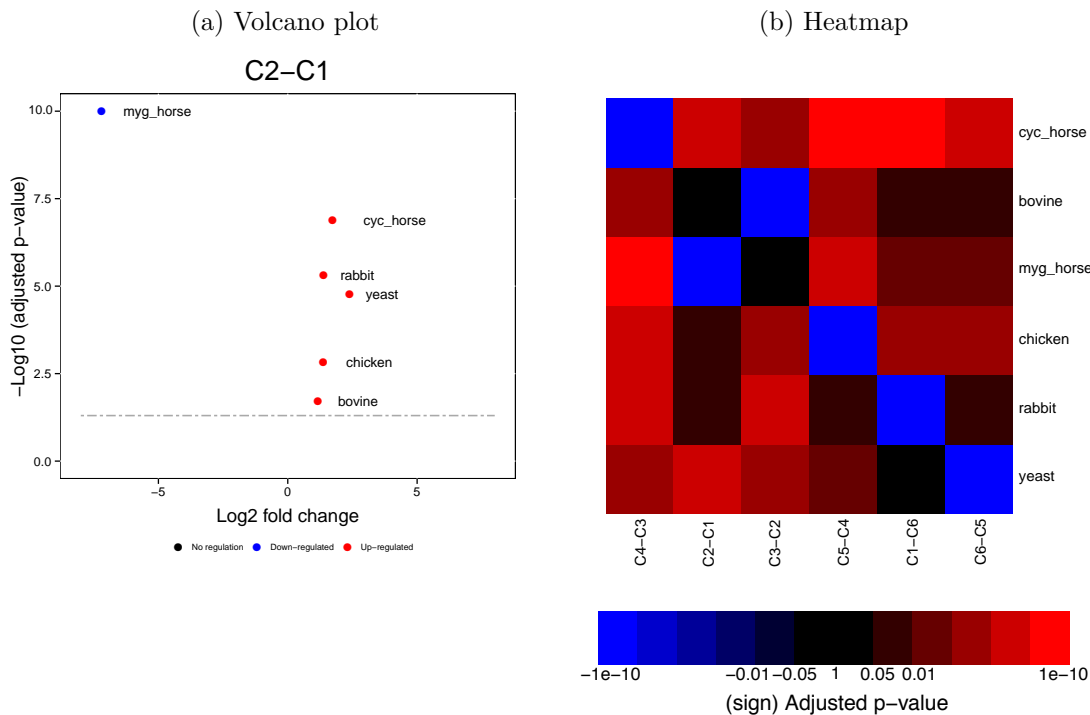 (a) Volcano plot
C2−C1
−Log10 (adjusted p−value)
10.0
7.5
5.0
2.5
0.0
myg_horse
cyc_horse
rabbit
yeast
chicken
bovine
−5 0 5
Log2 fold change
No regulation Down−regulated Up−regulated
(b) Heatmap
cyc_horse
bovine
myg_horse
chicken
rabbit
yeast
C4−C3
C2−C1
C3−C2
C5−C4
C1−C6
C6−C5
−1e−10 −0.01 −0.05 1 0.05 0.01 1e−10
(sign) Adjusted p−value